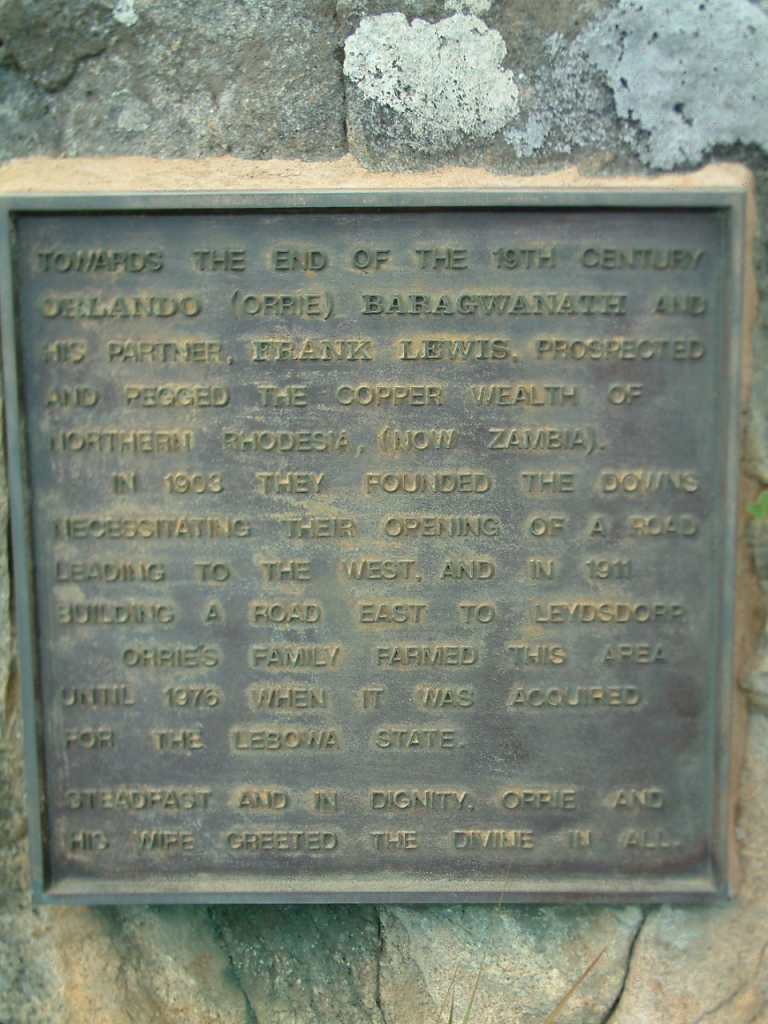 TOWARDS THE END OF THE 19TH CENTURY
ORLANDO (ORRIE) BARAGWANATH AND
HIS PARTNER, FRANK LEWIS, PROSPECTED
AND PEGGED THE COPPER WEALTH OF
NORTHERN RHODESIA, (NOW ZAMBIA).
IN 1903 THEY FOUNDED THE DOWNS
NECESSITATING THEIR OPENING OF A ROAD
LEADING TO THE WEST, AND IN 1911
BUILDING A ROAD EAST TO LEYDSDORP.
ORRIE'S FAMILY FARMED THIS AREA
UNTIL 1976 WHEN IT WAS ACQUIRED
FOR THE LEBOWA STATE.
STEADFAST AND IN DIGNITY, ORRIE AND
HIS WIFE GREETED THE DIVINE IN ALL.